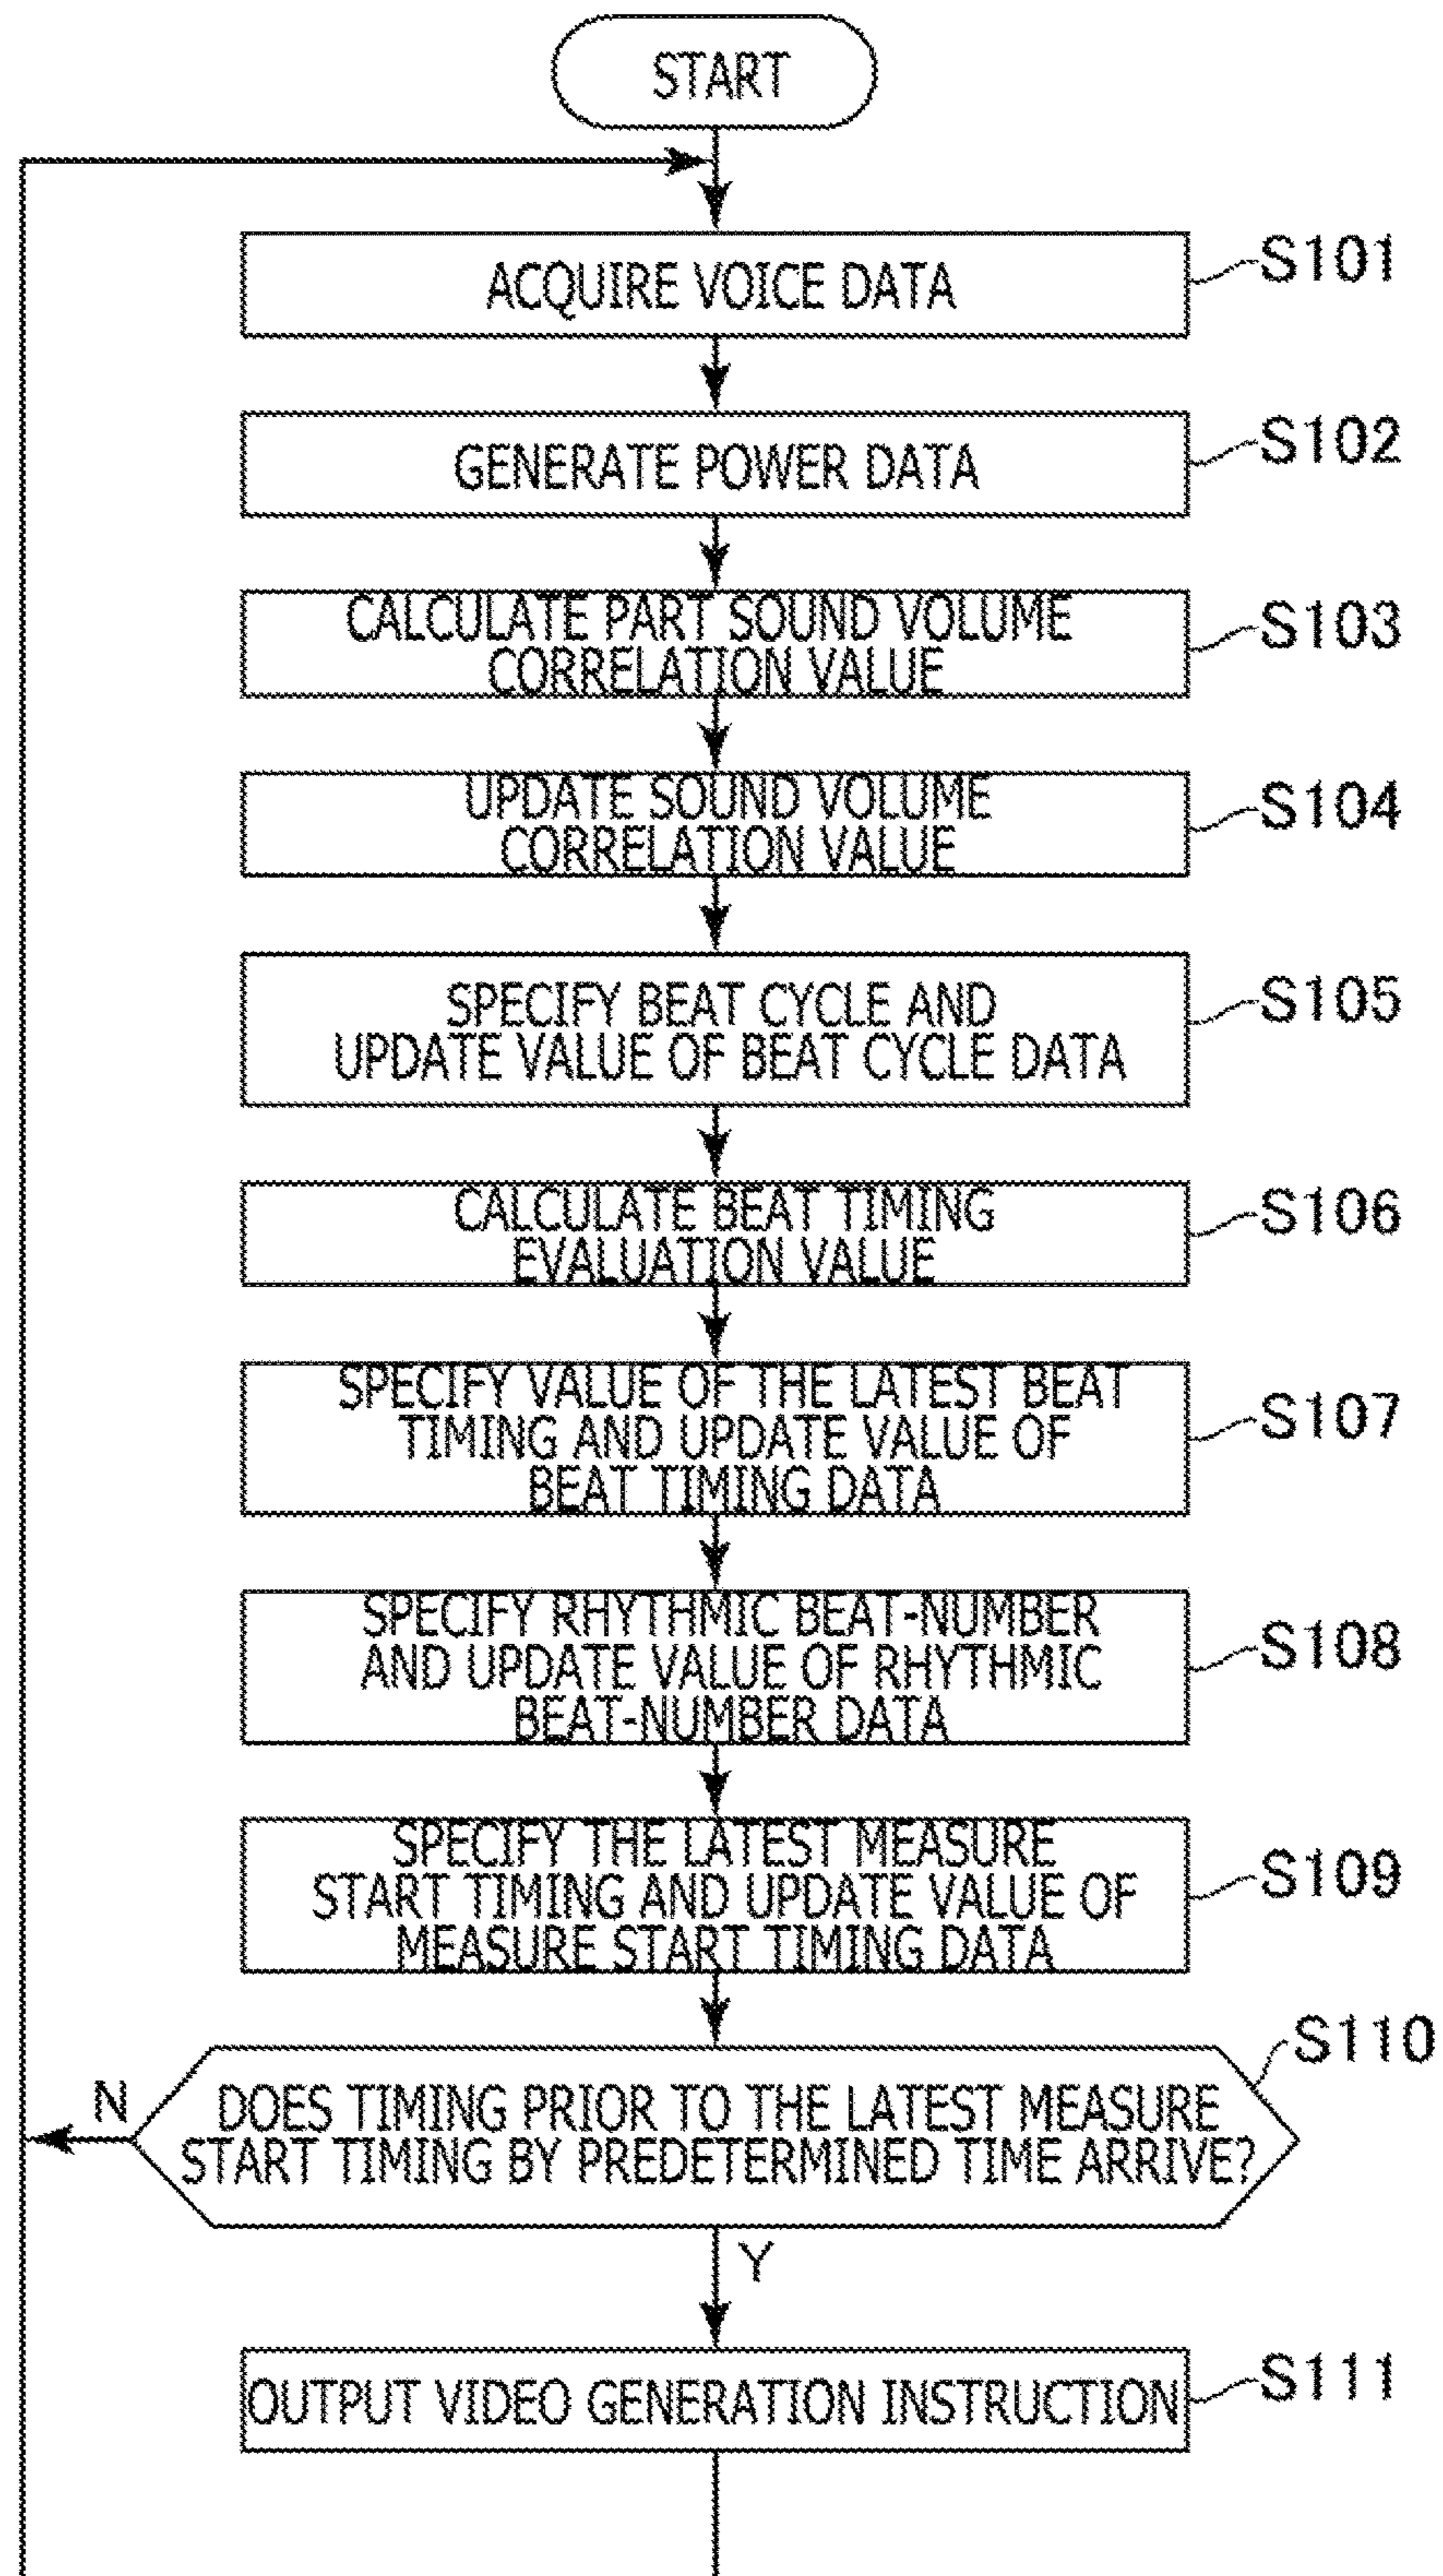 START
ACQUIRE VOICE DATA
S101
GENERATE POWER DATA
S102
CALCULATE PART SOUND VOLUME
CORRELATION VALUE
S103
UPDATE SOUND VOLUME
CORRELATION VALUE
S104
SPECIFY BEAT CYCLE AND
UPDATE VALUE OF BEAT CYCLE DATA
S105
CALCULATE BEAT TIMING
EVALUATION VALUE
S106
SPECIFY VALUE OF THE LATEST BEAT
TIMING AND UPDATE VALUE OF
BEAT TIMING DATA
S107
SPECIFY RHYTHMIC BEAT-NUMBER
AND UPDATE VALUE OF RHYTHMIC
BEAT-NUMBER DATA
S108
SPECIFY THE LATEST MEASURE
START TIMING AND UPDATE VALUE OF
MEASURE START TIMING DATA
S109
S110
N
DOES TIMING PRIOR TO THE LATEST MEASURE
START TIMING BY PREDETERMINED TIME ARRIVE?
Y
OUTPUT VIDEO GENERATION INSTRUCTION
S111